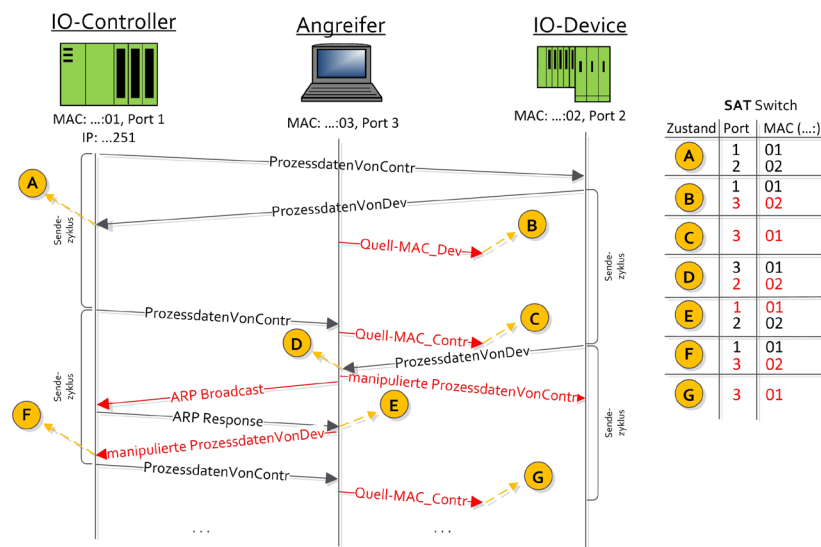 IO-Controller
Angreifer
IO-Device
MAC: ...:01, Port 1
IP: ...251
MAC: ...:03, Port 3
MAC: ...:02, Port 2
SAT Switch
Zustand Port MAC (...:)
A 1 01
2 02
B 1 01
3 02
C 3 01
D 3 01
2 02
E 1 01
2 02
F 1 01
3 02
G 3 01
ProzessdatenVonContr
A
ProzessdatenVonDev
Sende-
zyklus
B
Quell-MAC_Dev
Sende-
zyklus
ProzessdatenVonContr
C
Quell-MAC_Contr
D
ProzessdatenVonDev
manipulierte ProzessdatenVonContr
Sende-
zyklus
ARP Broadcast
E
F
ARP Response
Sende-
zyklus
manipulierte ProzessdatenVonDev
ProzessdatenVonContr
G
Quell-MAC_Contr
... ...